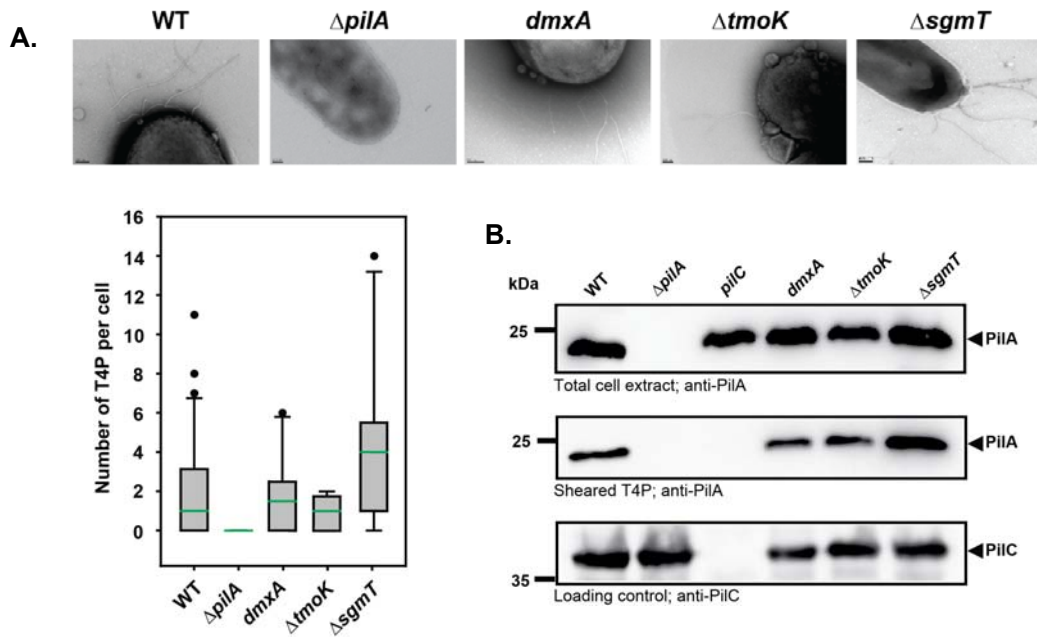 A.
WT ΔpilA dmxA ΔtmoK ΔsgmT
Number of T4P per cell
16
14
12
10
8
6
4
2
0
WT ΔpilA dmxA ΔtmoK ΔsgmT
B.
kDa WT ΔpilA pilC dmxA ΔtmoK ΔsgmT
25 PilA
Total cell extract; anti-PilA
25 PilA
Sheared T4P; anti-PilA
PilC
35
Loading control; anti-PilC